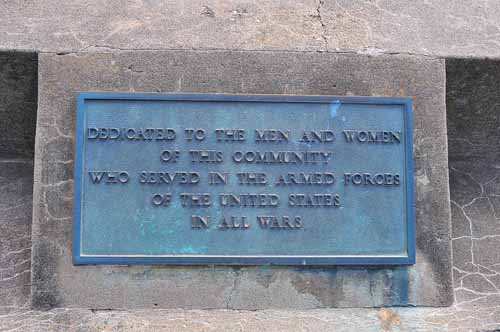 DEDICATED TO THE MEN AND WOMEN
OF THIS COMMUNITY
WHO SERVED IN THE ARMED FORCES
OF THE UNITED STATES
IN ALL WARS